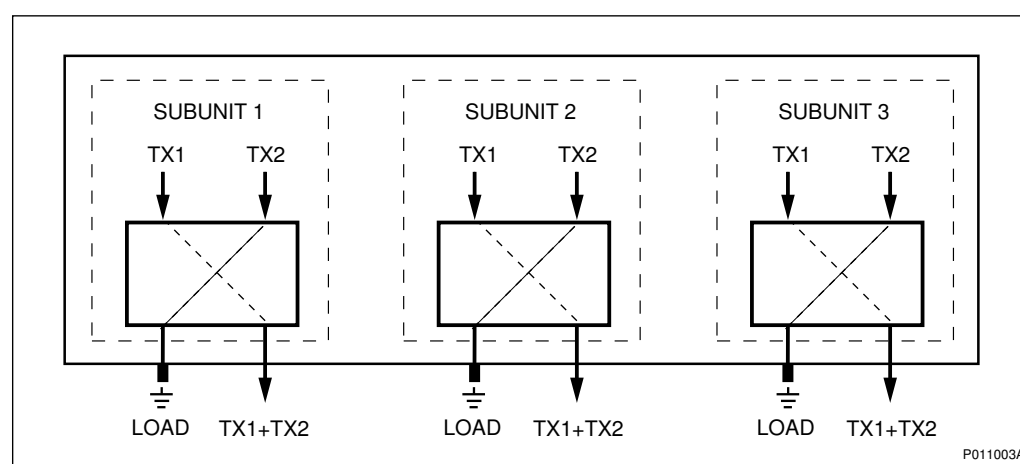 SUBUNIT 1 SUBUNIT 2 SUBUNIT 3
TX1 TX2 TX1 TX2 TX1 TX2
LOAD TX1+TX2 LOAD TX1+TX2 LOAD TX1+TX2
P011003A